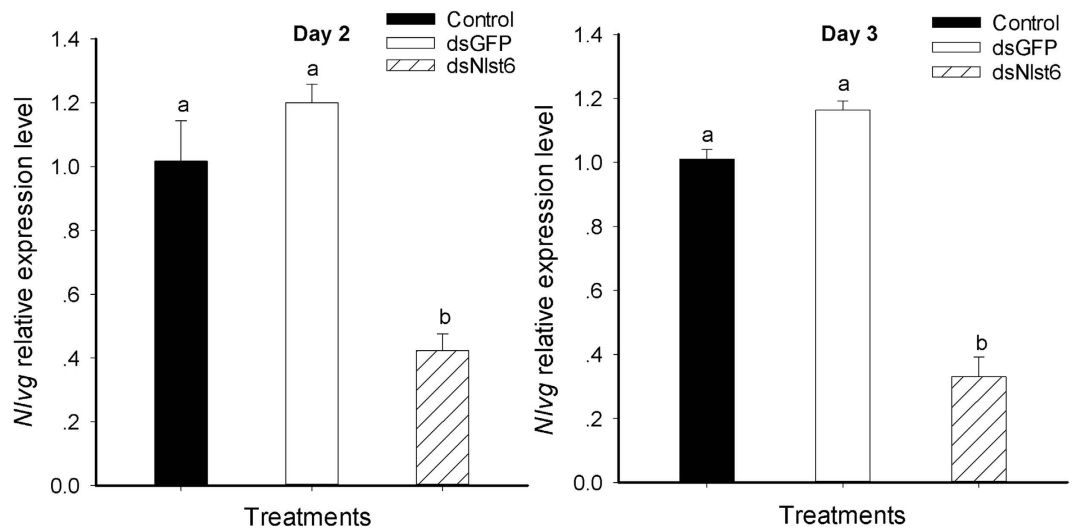 Day 2
Control
dsGFP
dsNlst6
1.4
1.2
1.0
.8
.6
.4
.2
0.0
Nlvg relative expression level
a
a
b
Treatments
Day 3
Control
dsGFP
dsNlst6
1.4
1.2
1.0
.8
.6
.4
.2
0.0
Nlvg relative expression level
a
a
b
Treatments